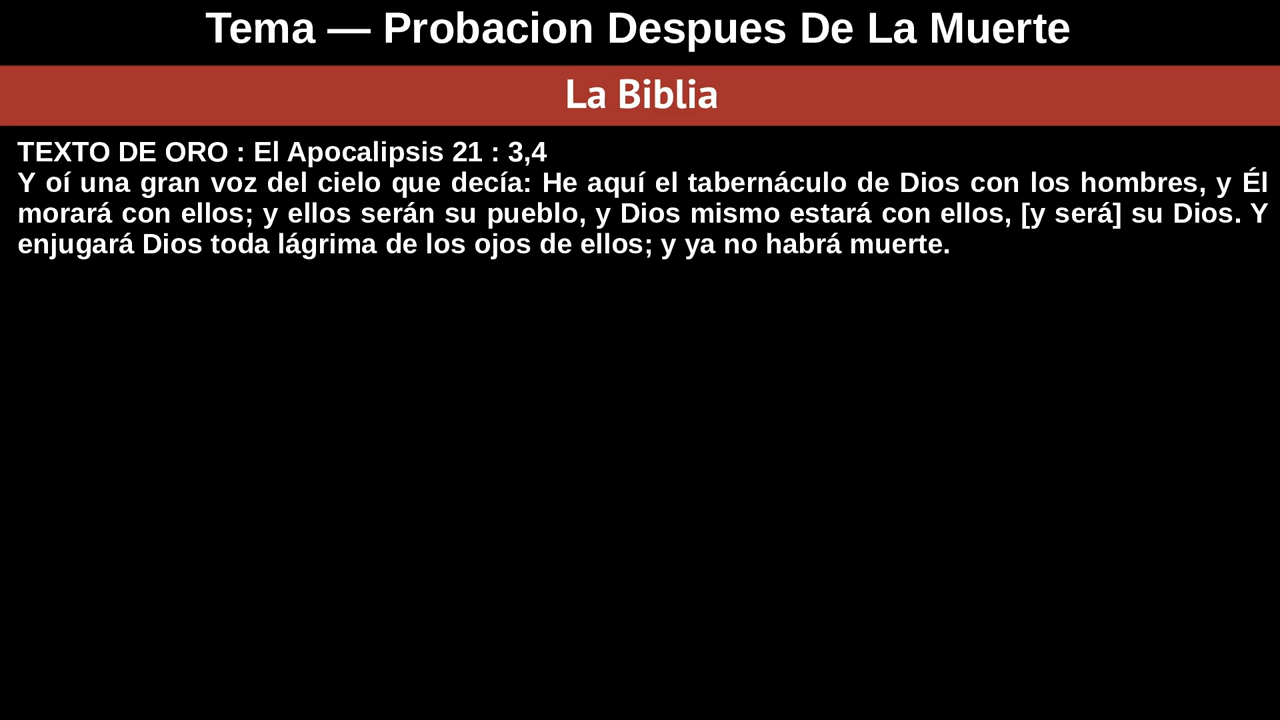 Tema — Probacion Despues De La Muerte
La Biblia
TEXTO DE ORO : El Apocalipsis 21 : 3,4
Y oí una gran voz del cielo que decía: He aquí el tabernáculo de Dios con los hombres, y Él
morará con ellos; y ellos serán su pueblo, y Dios mismo estará con ellos, [y será] su Dios. Y
enjugará Dios toda lágrima de los ojos de ellos; y ya no habrá muerte.